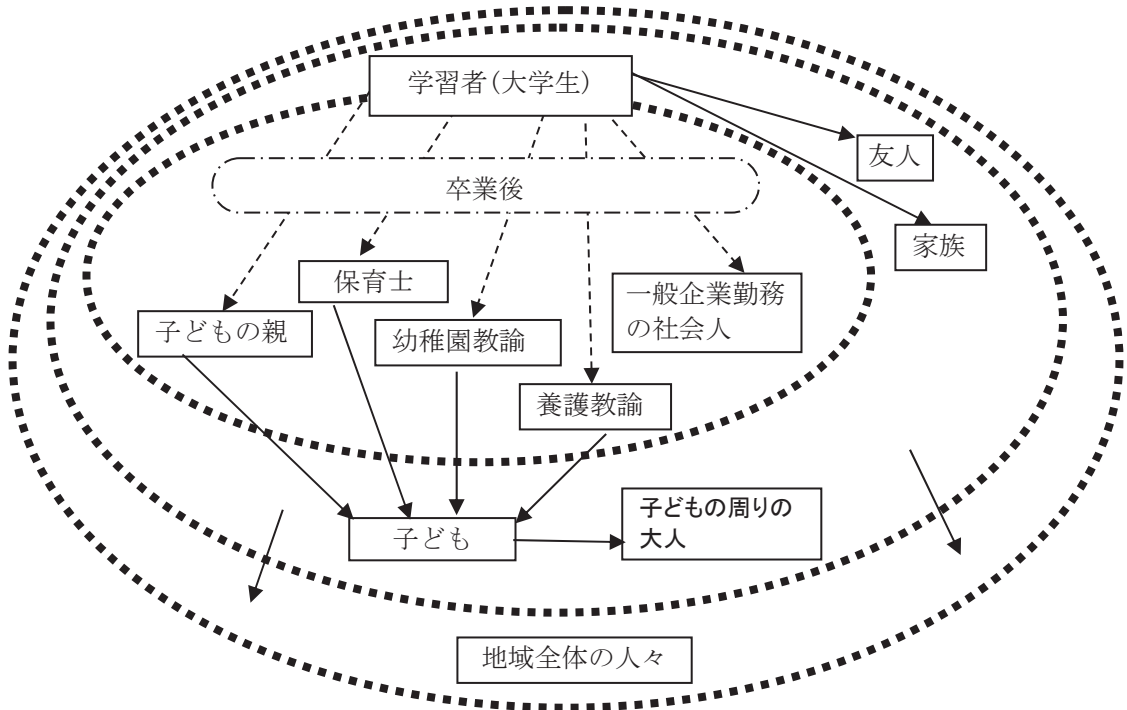 学習者(大学生)
友人
卒業後
家族
保育士
一般企業勤務
の社会人
子どもの親
幼稚園教諭
養護教諭
子どもの周りの
大人
子ども
地域全体の人々